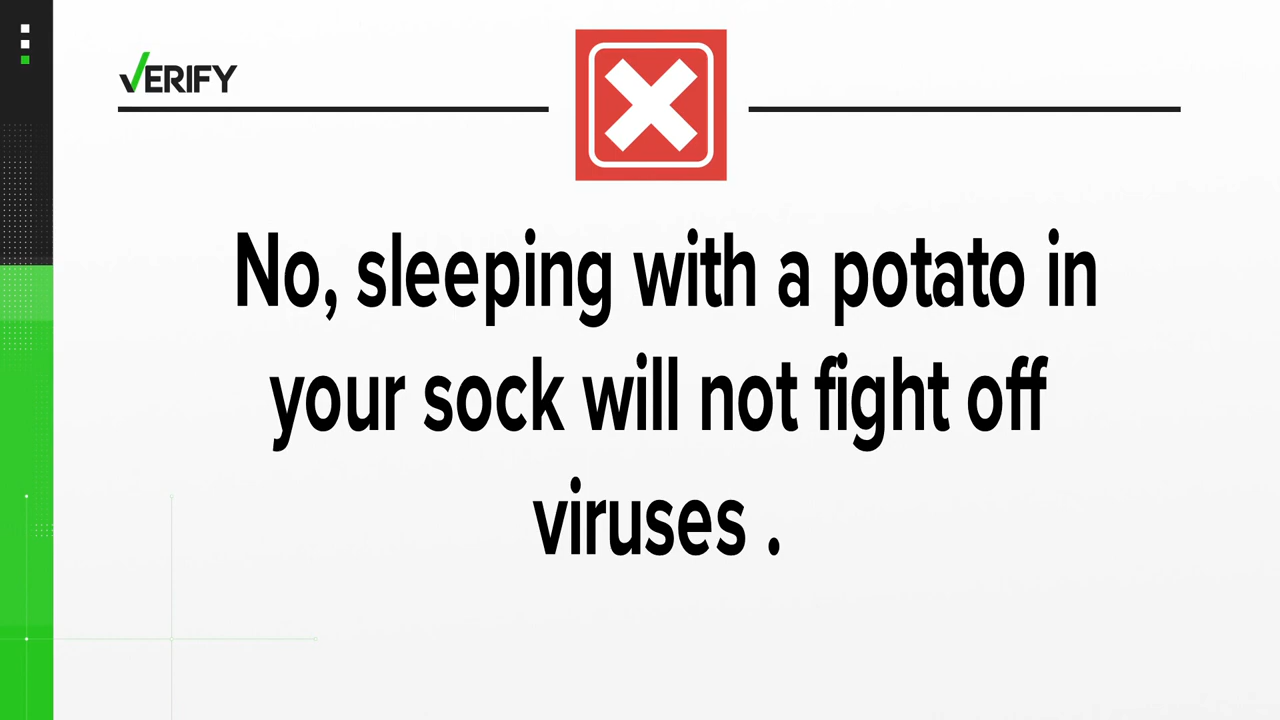 VERIFY
No, sleeping with a potato in
your sock will not fight off
viruses .